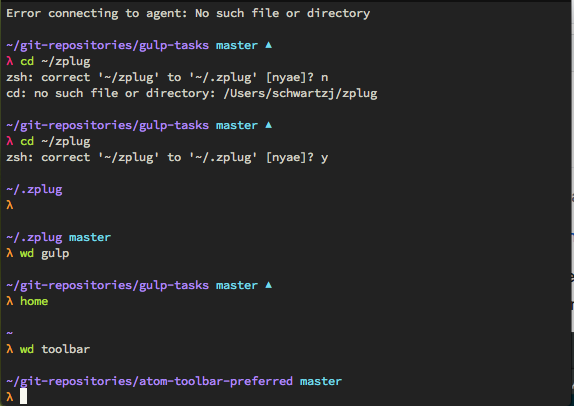 Error connecting to agent: No such file or directory
~/git-repositories/gulp-tasks master ▲
λ cd ~/zplug
zsh: correct '~/zplug' to '~/.zplug' [nyae]? n
cd: no such file or directory: /Users/schwartzj/zplug
~/git-repositories/gulp-tasks master ▲
λ cd ~/zplug
zsh: correct '~/zplug' to '~/.zplug' [nyae]? y
~/.zplug
λ
~/.zplug master
λ wd gulp
~/git-repositories/gulp-tasks master ▲
λ home
~
λ wd toolbar
~/git-repositories/atom-toolbar-preferred master
λ